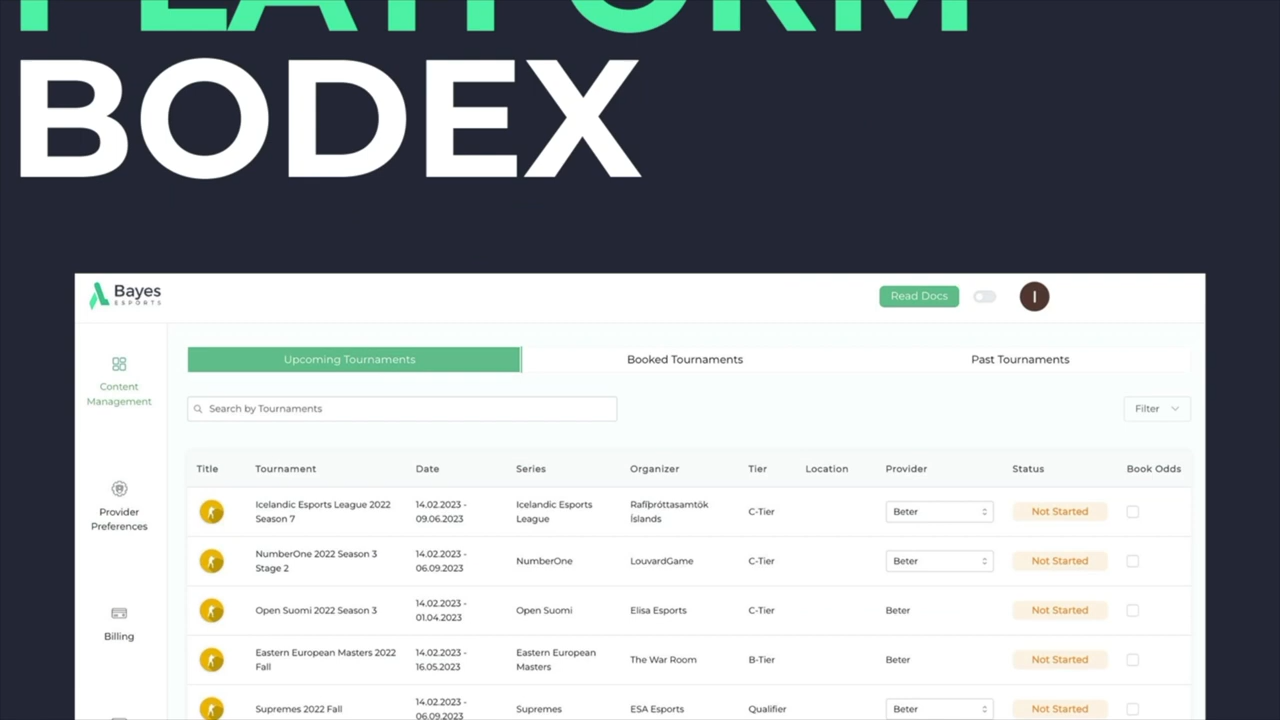 PLATFORM
BODEX
Bayes
ESPORTS
Read Docs
I
Content
Management
Provider
Preferences
Billing
Upcoming Tournaments
Booked Tournaments
Past Tournaments
Search by Tournaments
Filter
Title Tournament Date Series Organizer Tier Location Provider Status Book Odds
Icelandic Esports League 2022 14.02.2023 - Icelandic Esports Rafíþróttasamtök
Season 7 09.06.2023 League Íslands C-Tier Beter Not Started
NumberOne 2022 Season 3 14.02.2023 -
Stage 2 06.09.2023 NumberOne LouvardGame C-Tier Beter Not Started
Open Suomi 2022 Season 3 14.02.2023 -
01.04.2023 Open Suomi Elisa Esports C-Tier Beter Not Started
Eastern European Masters 2022 14.02.2023 - Eastern European
Fall 16.05.2023 Masters The War Room B-Tier Beter Not Started
Supremes 2022 Fall 14.02.2023 -
06.09.2023 Supremes ESA Esports Qualifier Beter Not Started